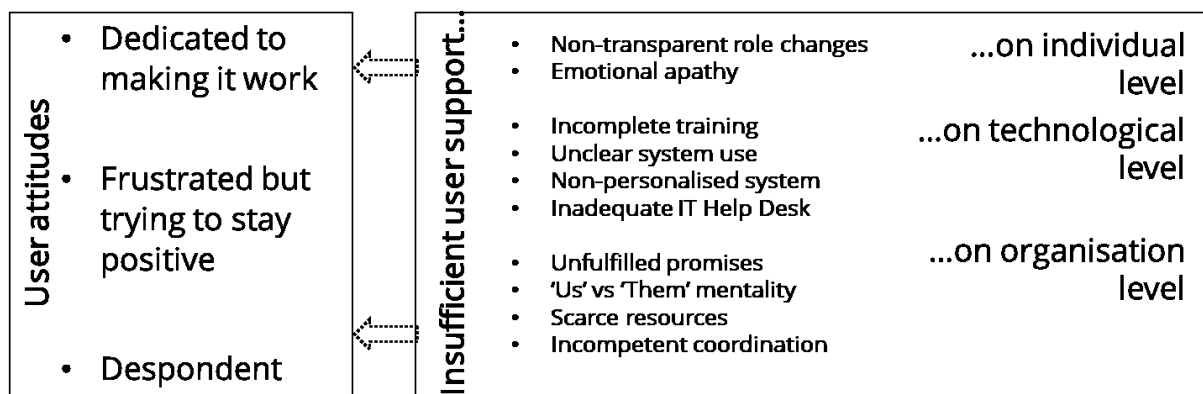 User attitudes
• Dedicated to
making it work
• Frustrated but
trying to stay
positive
• Despondent
Insufficient user support...
• Non-transparent role changes
• Emotional apathy
...on individual
level
• Incomplete training
• Unclear system use
• Non-personalised system
• Inadequate IT Help Desk
...on technological
level
• Unfulfilled promises
• ‘Us’ vs ‘Them’ mentality
• Scarce resources
• Incompetent coordination
...on organisation
level